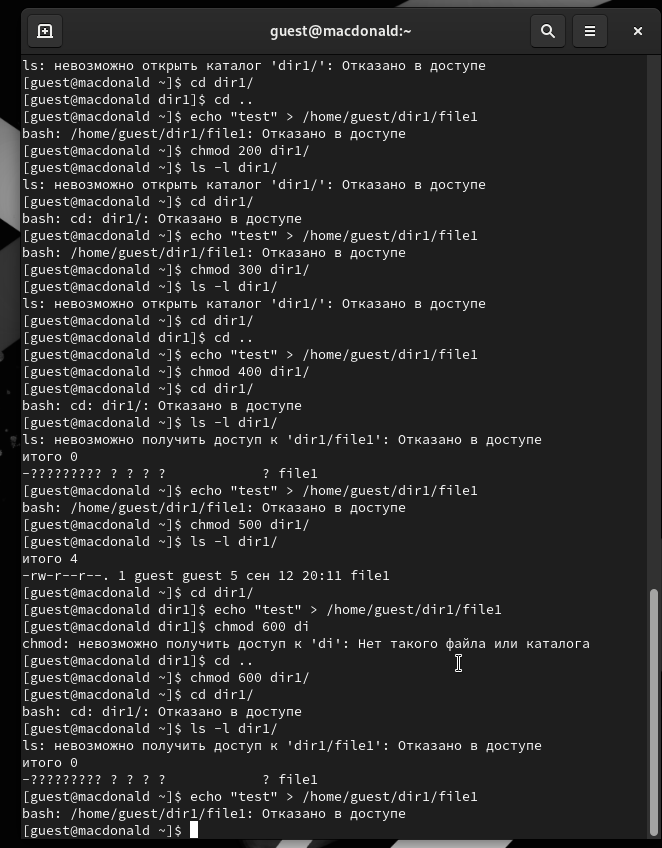 guest@macdonald:~
ls: невозможно открыть каталог 'dir1/': Отказано в доступе
[guest@macdonald ~]$ cd dir1/
[guest@macdonald dir1]$ cd ..
[guest@macdonald ~]$ echo "test" > /home/guest/dir1/file1
bash: /home/guest/dir1/file1: Отказано в доступе
[guest@macdonald ~]$ chmod 200 dir1/
[guest@macdonald ~]$ ls -l dir1/
ls: невозможно открыть каталог 'dir1/': Отказано в доступе
[guest@macdonald ~]$ cd dir1/
bash: cd: dir1/: Отказано в доступе
[guest@macdonald ~]$ echo "test" > /home/guest/dir1/file1
bash: /home/guest/dir1/file1: Отказано в доступе
[guest@macdonald ~]$ chmod 300 dir1/
[guest@macdonald ~]$ ls -l dir1/
ls: невозможно открыть каталог 'dir1/': Отказано в доступе
[guest@macdonald ~]$ cd dir1/
[guest@macdonald dir1]$ cd ..
[guest@macdonald ~]$ echo "test" > /home/guest/dir1/file1
[guest@macdonald ~]$ chmod 400 dir1/
[guest@macdonald ~]$ cd dir1/
bash: cd: dir1/: Отказано в доступе
[guest@macdonald ~]$ ls -l dir1/
ls: невозможно получить доступ к 'dir1/file1': Отказано в доступе
итого 0
-????????? ? ? ? ?            ? file1
[guest@macdonald ~]$ echo "test" > /home/guest/dir1/file1
bash: /home/guest/dir1/file1: Отказано в доступе
[guest@macdonald ~]$ chmod 500 dir1/
[guest@macdonald ~]$ ls -l dir1/
итого 4
-rw-r--r--. 1 guest guest 5 сен 12 20:11 file1
[guest@macdonald ~]$ cd dir1/
[guest@macdonald dir1]$ echo "test" > /home/guest/dir1/file1
[guest@macdonald dir1]$ chmod 600 di
chmod: невозможно получить доступ к 'di': Нет такого файла или каталога
[guest@macdonald dir1]$ cd ..
[guest@macdonald ~]$ chmod 600 dir1/
[guest@macdonald ~]$ cd dir1/
bash: cd: dir1/: Отказано в доступе
[guest@macdonald ~]$ ls -l dir1/
ls: невозможно получить доступ к 'dir1/file1': Отказано в доступе
итого 0
-????????? ? ? ? ?            ? file1
[guest@macdonald ~]$ echo "test" > /home/guest/dir1/file1
bash: /home/guest/dir1/file1: Отказано в доступе
[guest@macdonald ~]$